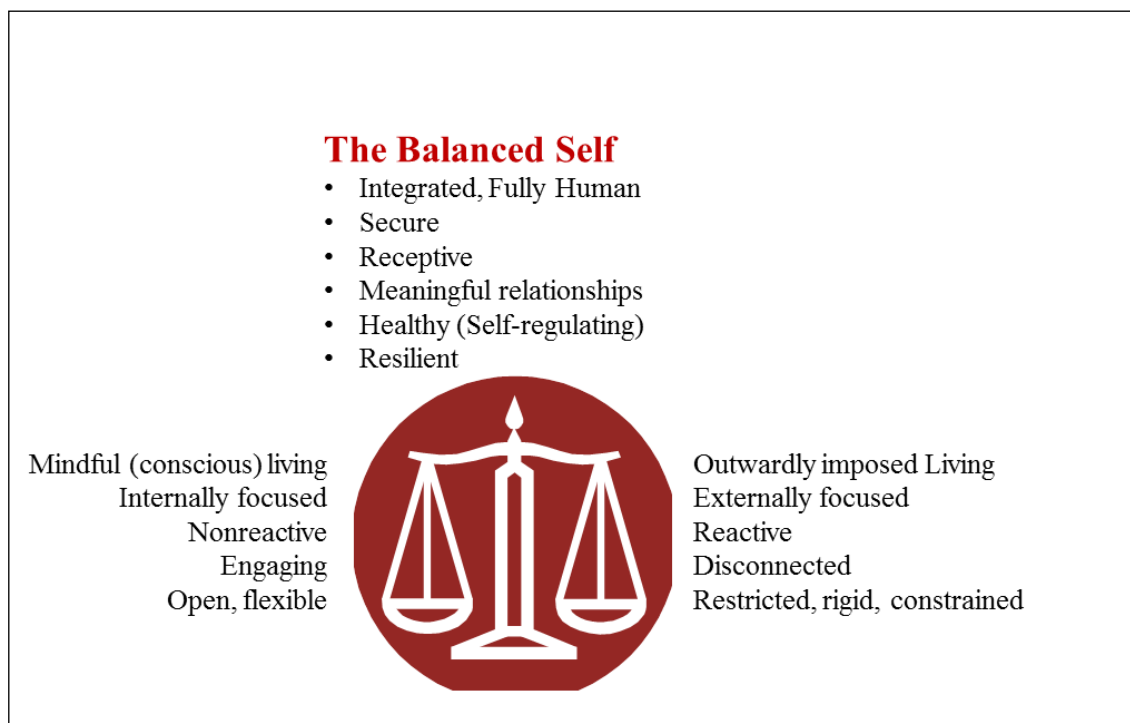 The Balanced Self
• Integrated, Fully Human
• Secure
• Receptive
• Meaningful relationships
• Healthy (Self-regulating)
• Resilient
Mindful (conscious) living
Internally focused
Nonreactive
Engaging
Open, flexible
Outwardly imposed Living
Externally focused
Reactive
Disconnected
Restricted, rigid, constrained